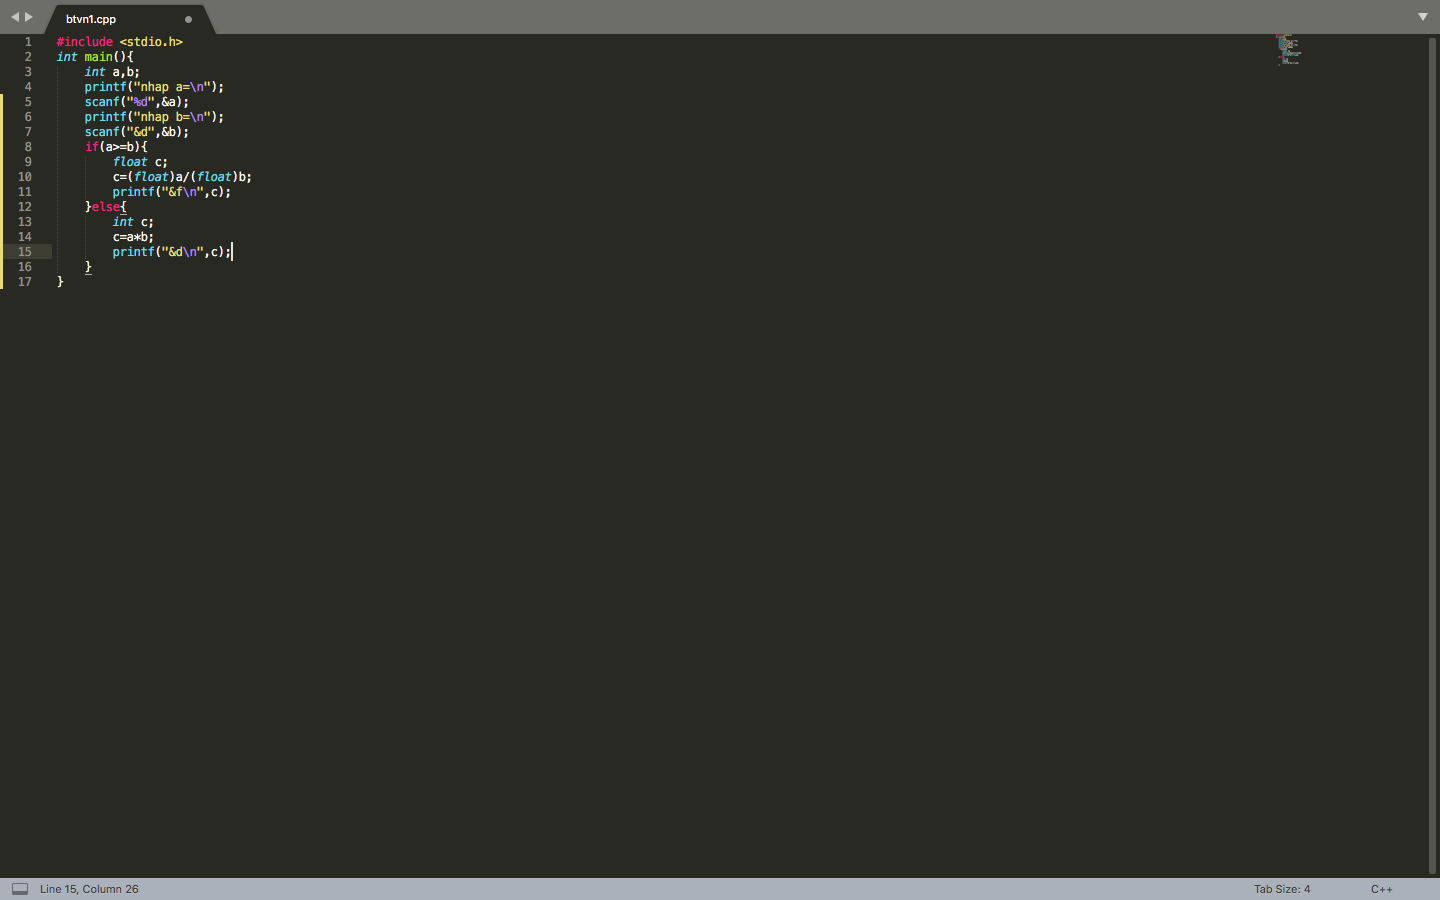 btvn1.cpp
1 #include <stdio.h>
2 int main(){
3     int a,b;
4     printf("nhap a=\n");
5     scanf("%d",&a);
6     printf("nhap b=\n");
7     scanf("&d",&b);
8     if(a>=b){
9         float c;
10         c=(float)a/(float)b;
11         printf("&f\n",c);
12     }else{
13         int c;
14         c=a*b;
15         printf("&d\n",c);
16     }
17 }
Line 15, Column 26 Tab Size: 4 C++